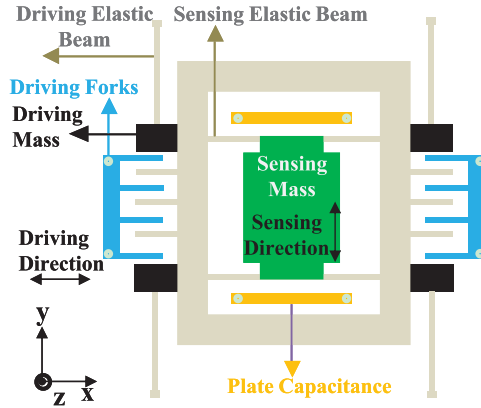 Driving Elastic
Beam
Sensing Elastic Beam
Driving Forks
Driving
Mass
Sensing
Mass
Sensing
Direction
Driving
Direction
y
z
x
Plate Capacitance